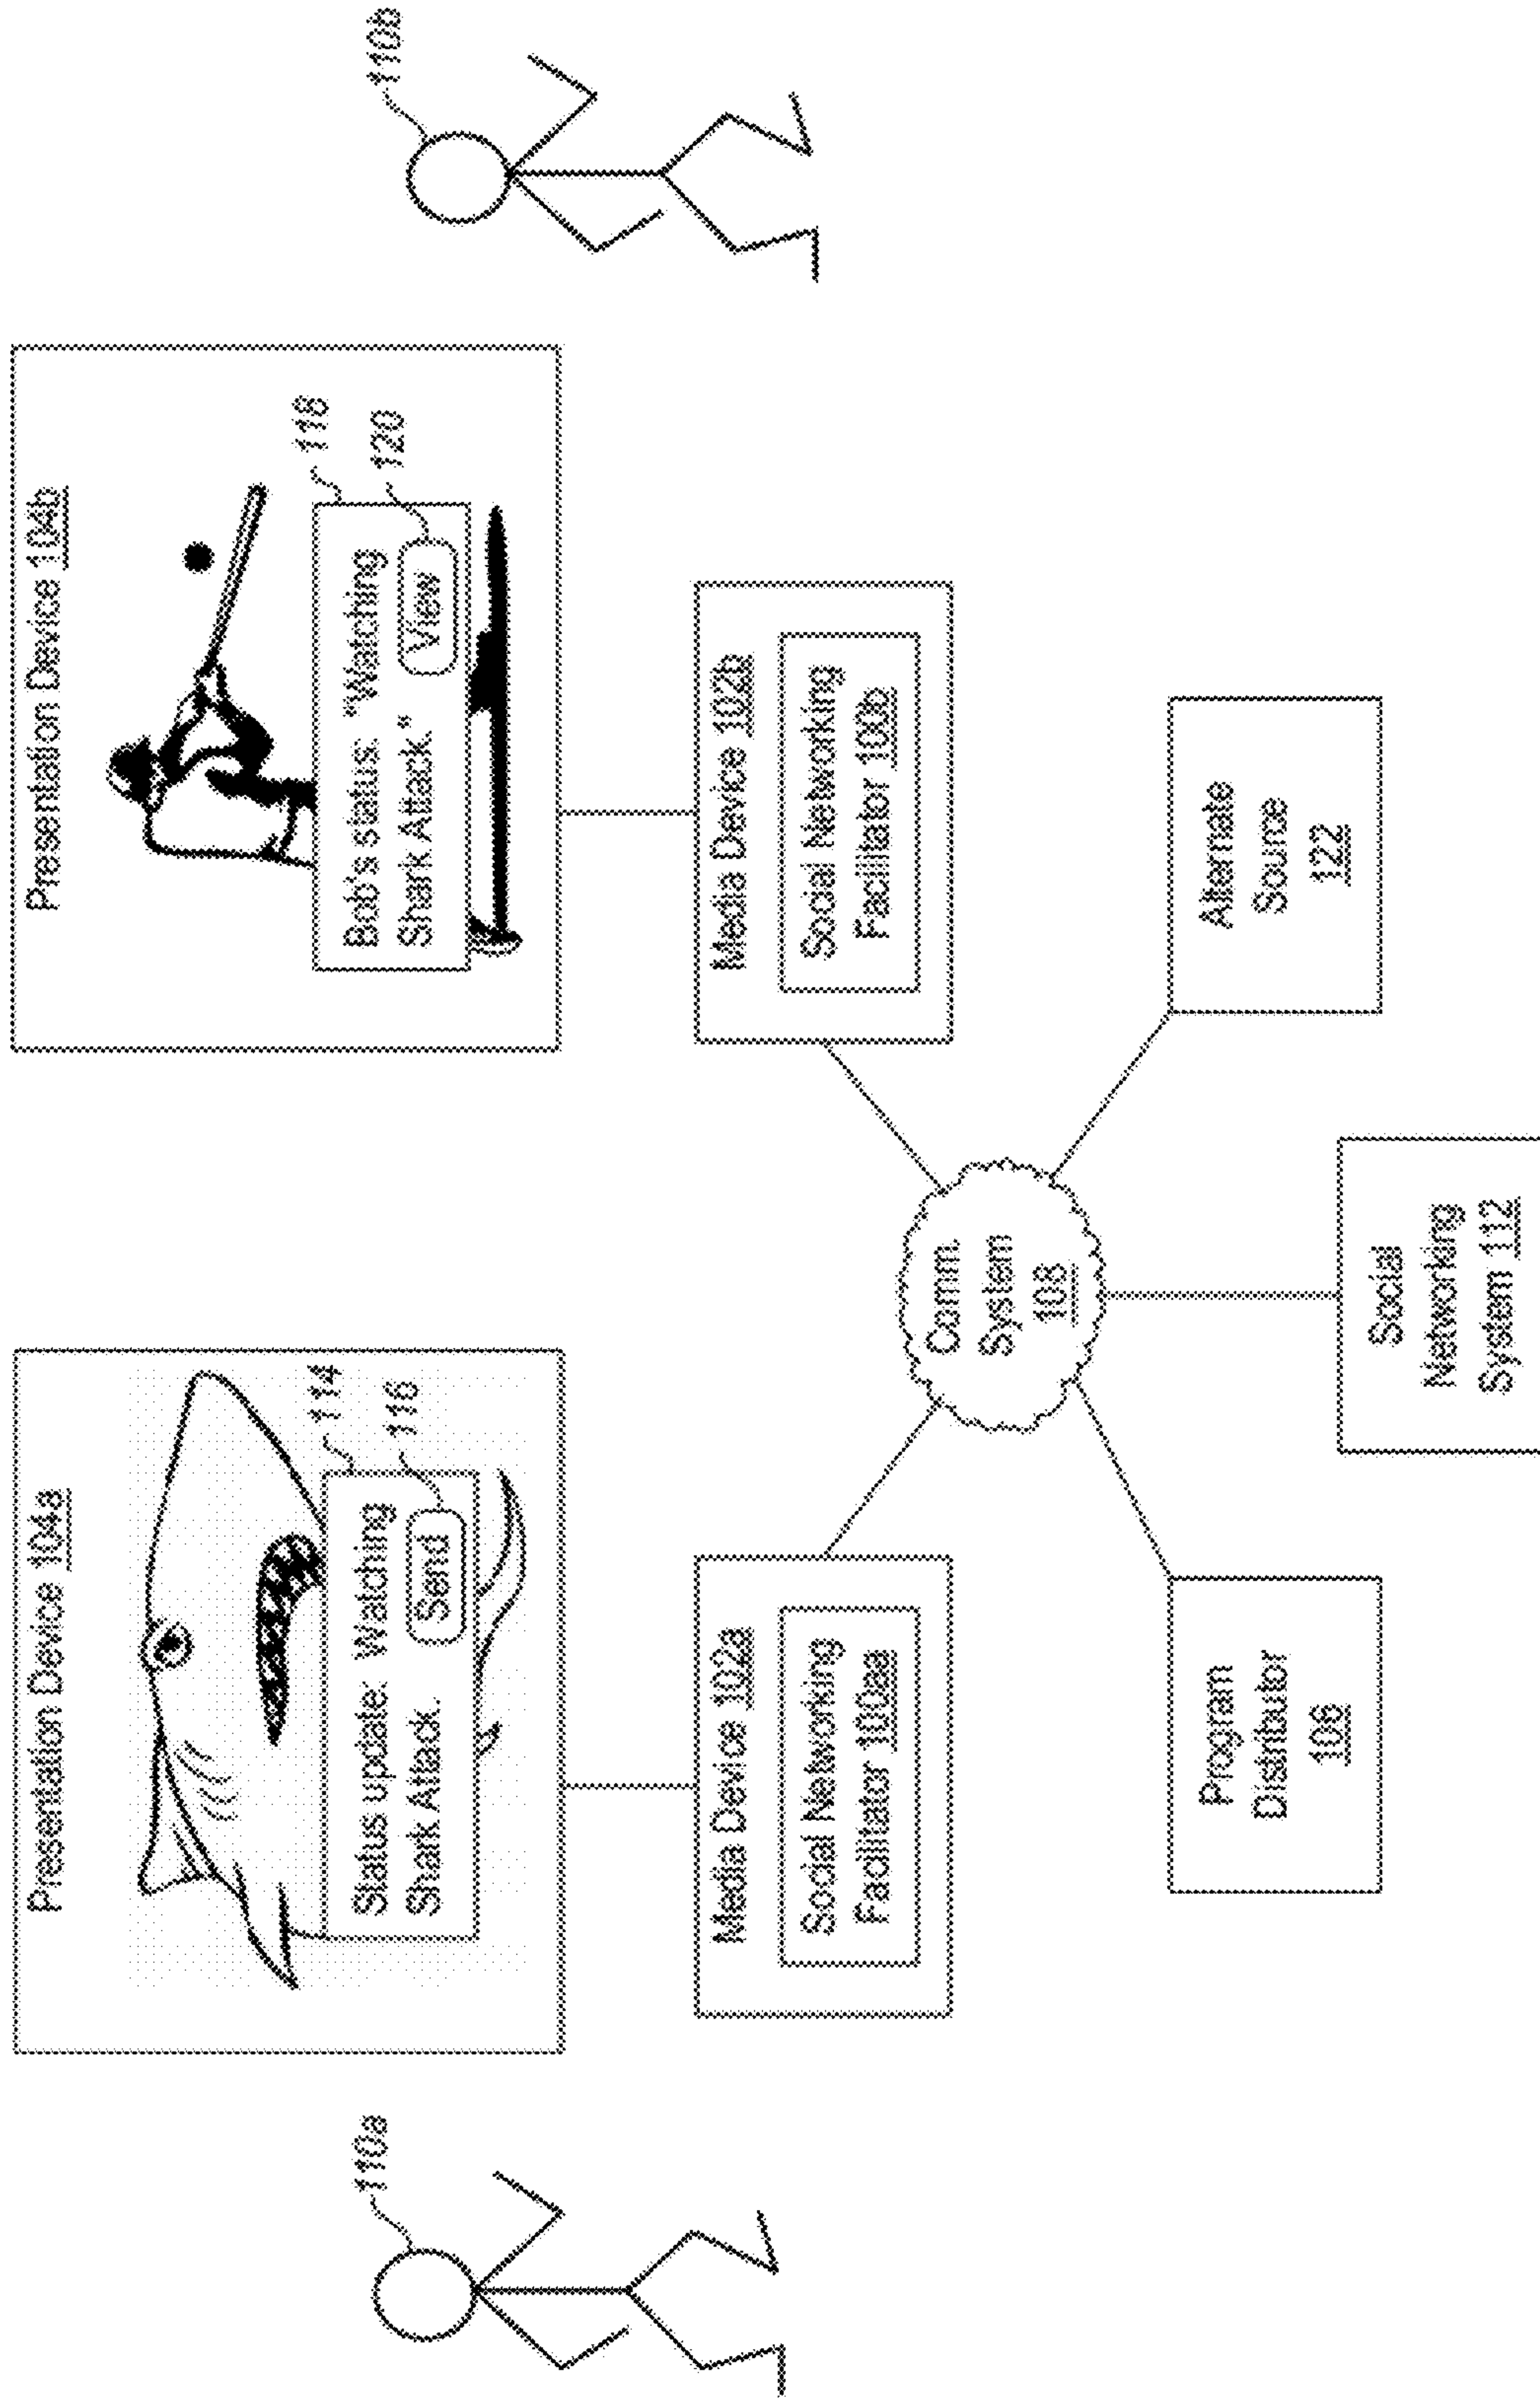 Presentation Device 104a
114
Status update: Watching
116
Shark Attack.
Send
110a
Media Device 102a
Social Networking
Facilitator 100aa
Presentation Device 104b
118
Bob's status: "Watching
120
Shark Attack."
View
110b
Media Device 102b
Social Networking
Facilitator 100b
Comm.
System
108
Program
Distributor
106
Social
Networking
System 112
Alternate
Source
122